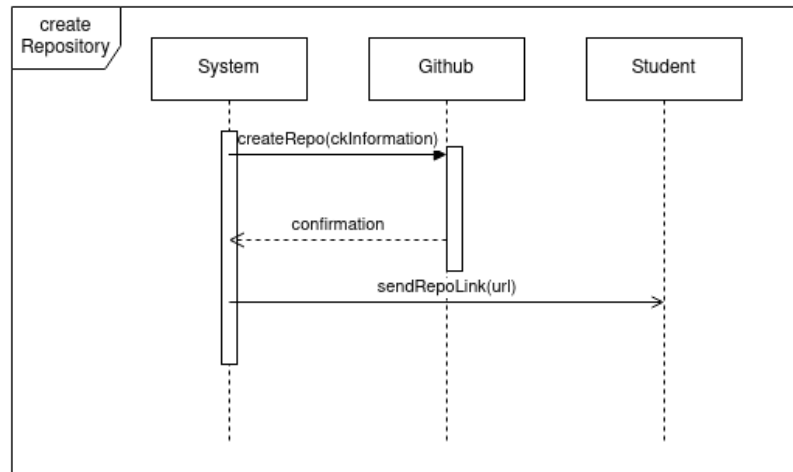 create
Repository
System
Github
Student
createRepo(ckInformation)
confirmation
sendRepoLink(url)